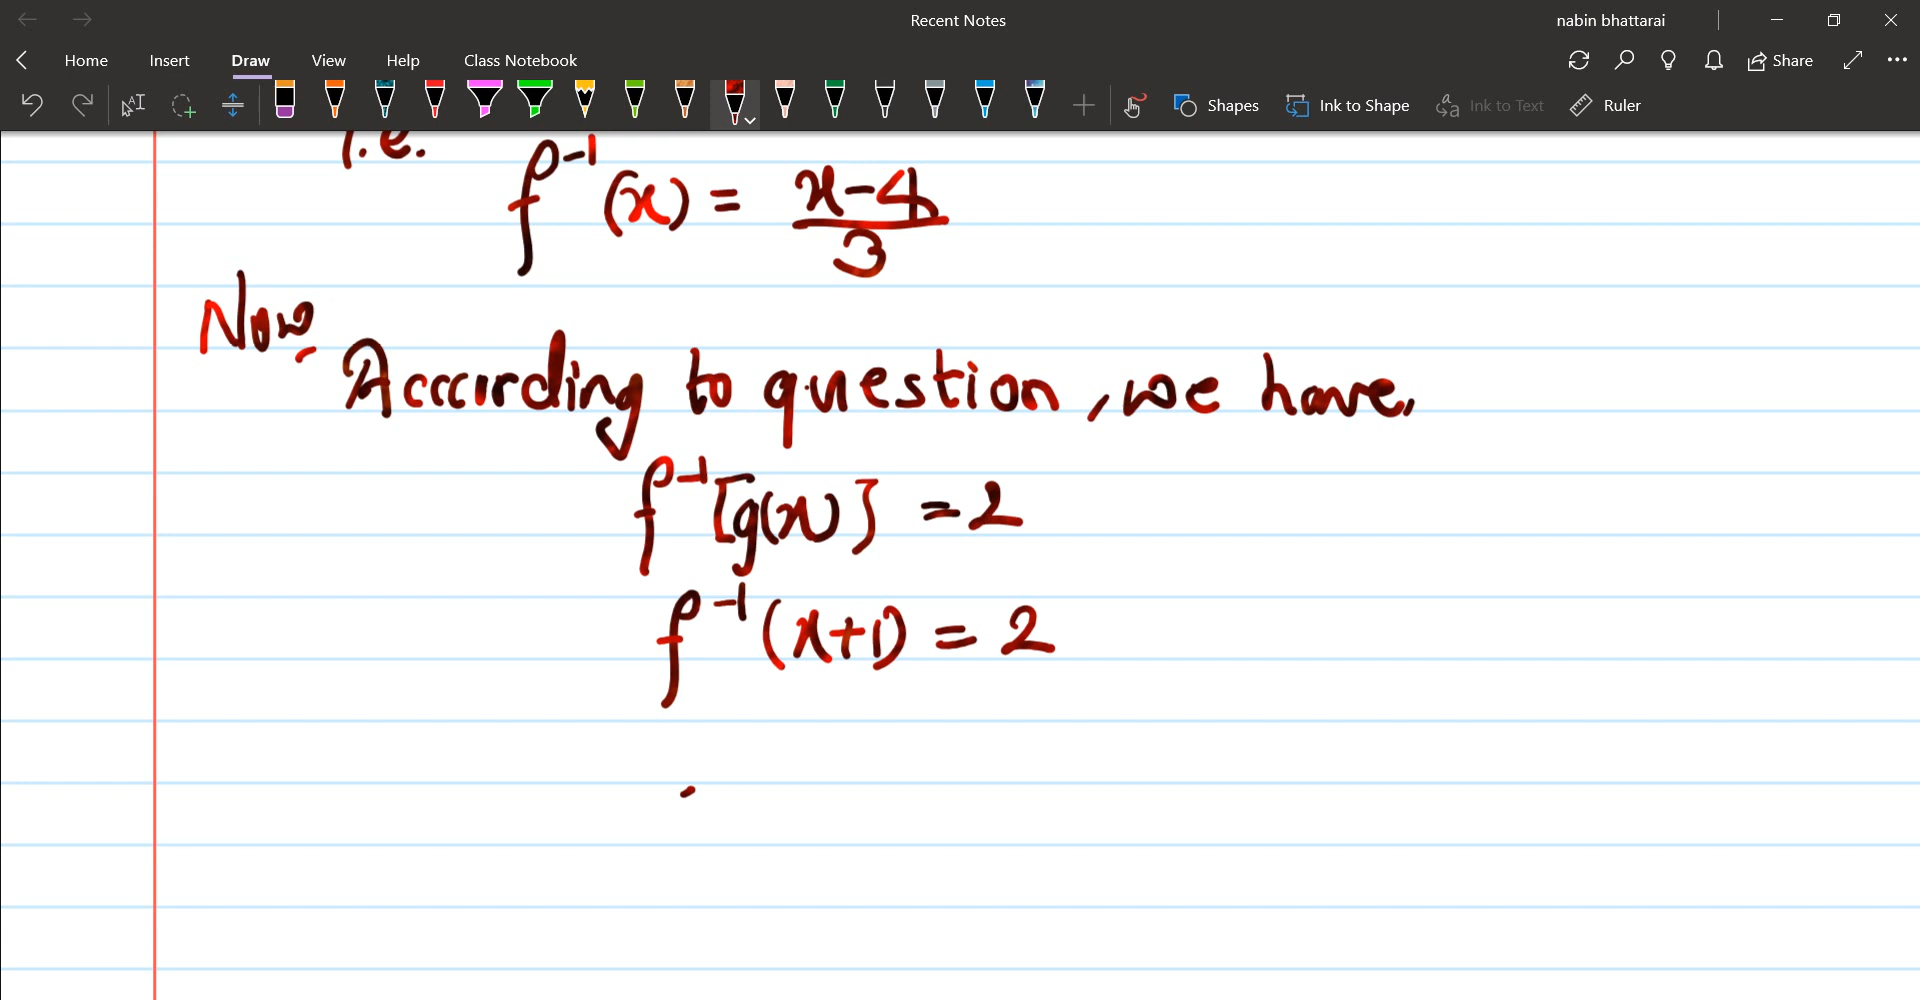 Recent Notes nabin bhattarai
Home Insert Draw View Help Class Notebook Share
Shapes Ink to Shape Ink to Text Ruler
i.e.
f⁻¹(x) = x-4/3
Now,
According to question, we have,
f⁻¹[g(x)] = 2
f⁻¹(x+1) = 2